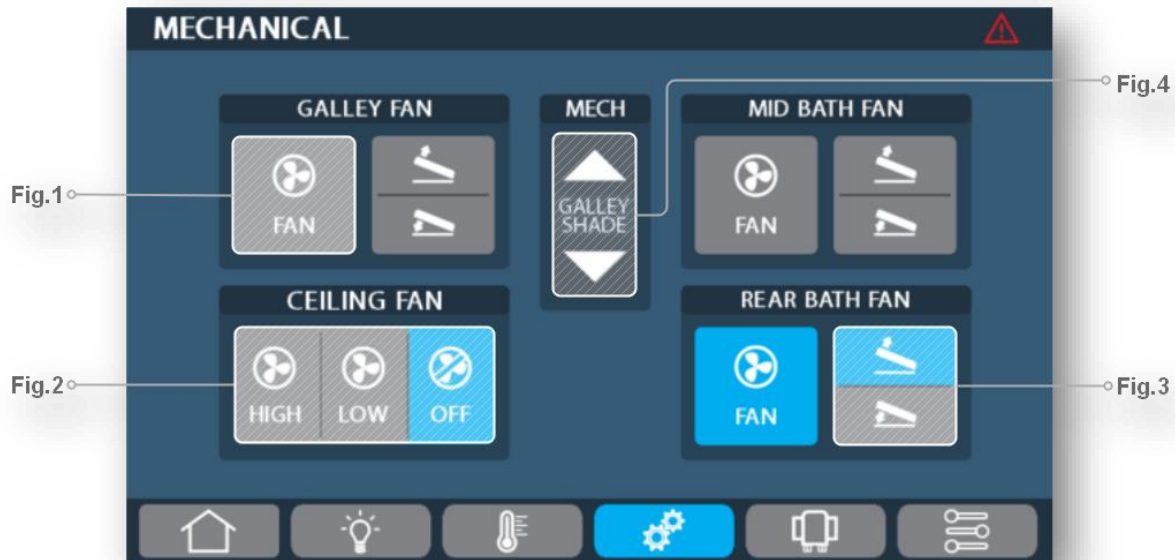 MECHANICAL
Fig.4
GALLEY FAN
MECH
MID BATH FAN
FAN
GALLEY
SHADE
FAN
Fig.1
CEILING FAN
REAR BATH FAN
HIGH LOW OFF
FAN
Fig.2
Fig.3